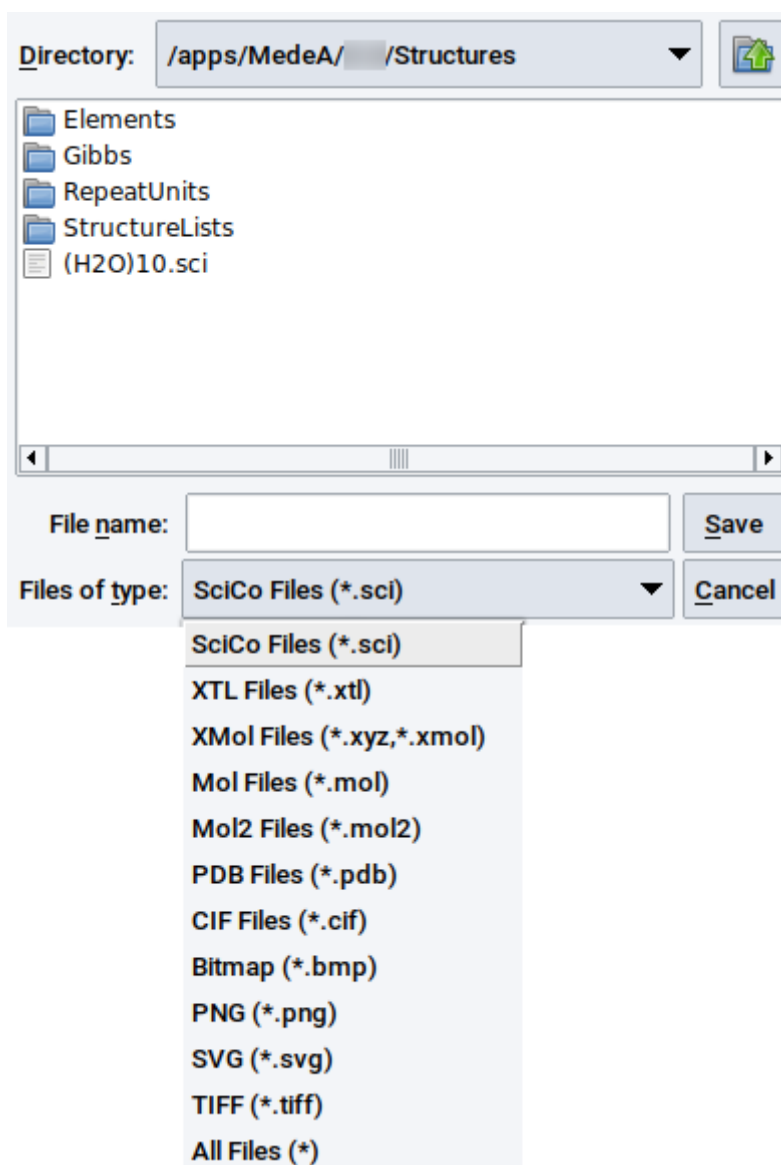 Directory: /apps/MedeA/ /Structures
Elements
Gibbs
RepeatUnits
StructureLists
(H2O)10.sci
File name: Save
Files of type: SciCo Files (*.sci) Cancel
SciCo Files (*.sci)
XTL Files (*.xtl)
XMol Files (*.xyz,*.xmol)
Mol Files (*.mol)
Mol2 Files (*.mol2)
PDB Files (*.pdb)
CIF Files (*.cif)
Bitmap (*.bmp)
PNG (*.png)
SVG (*.svg)
TIFF (*.tiff)
All Files (*)